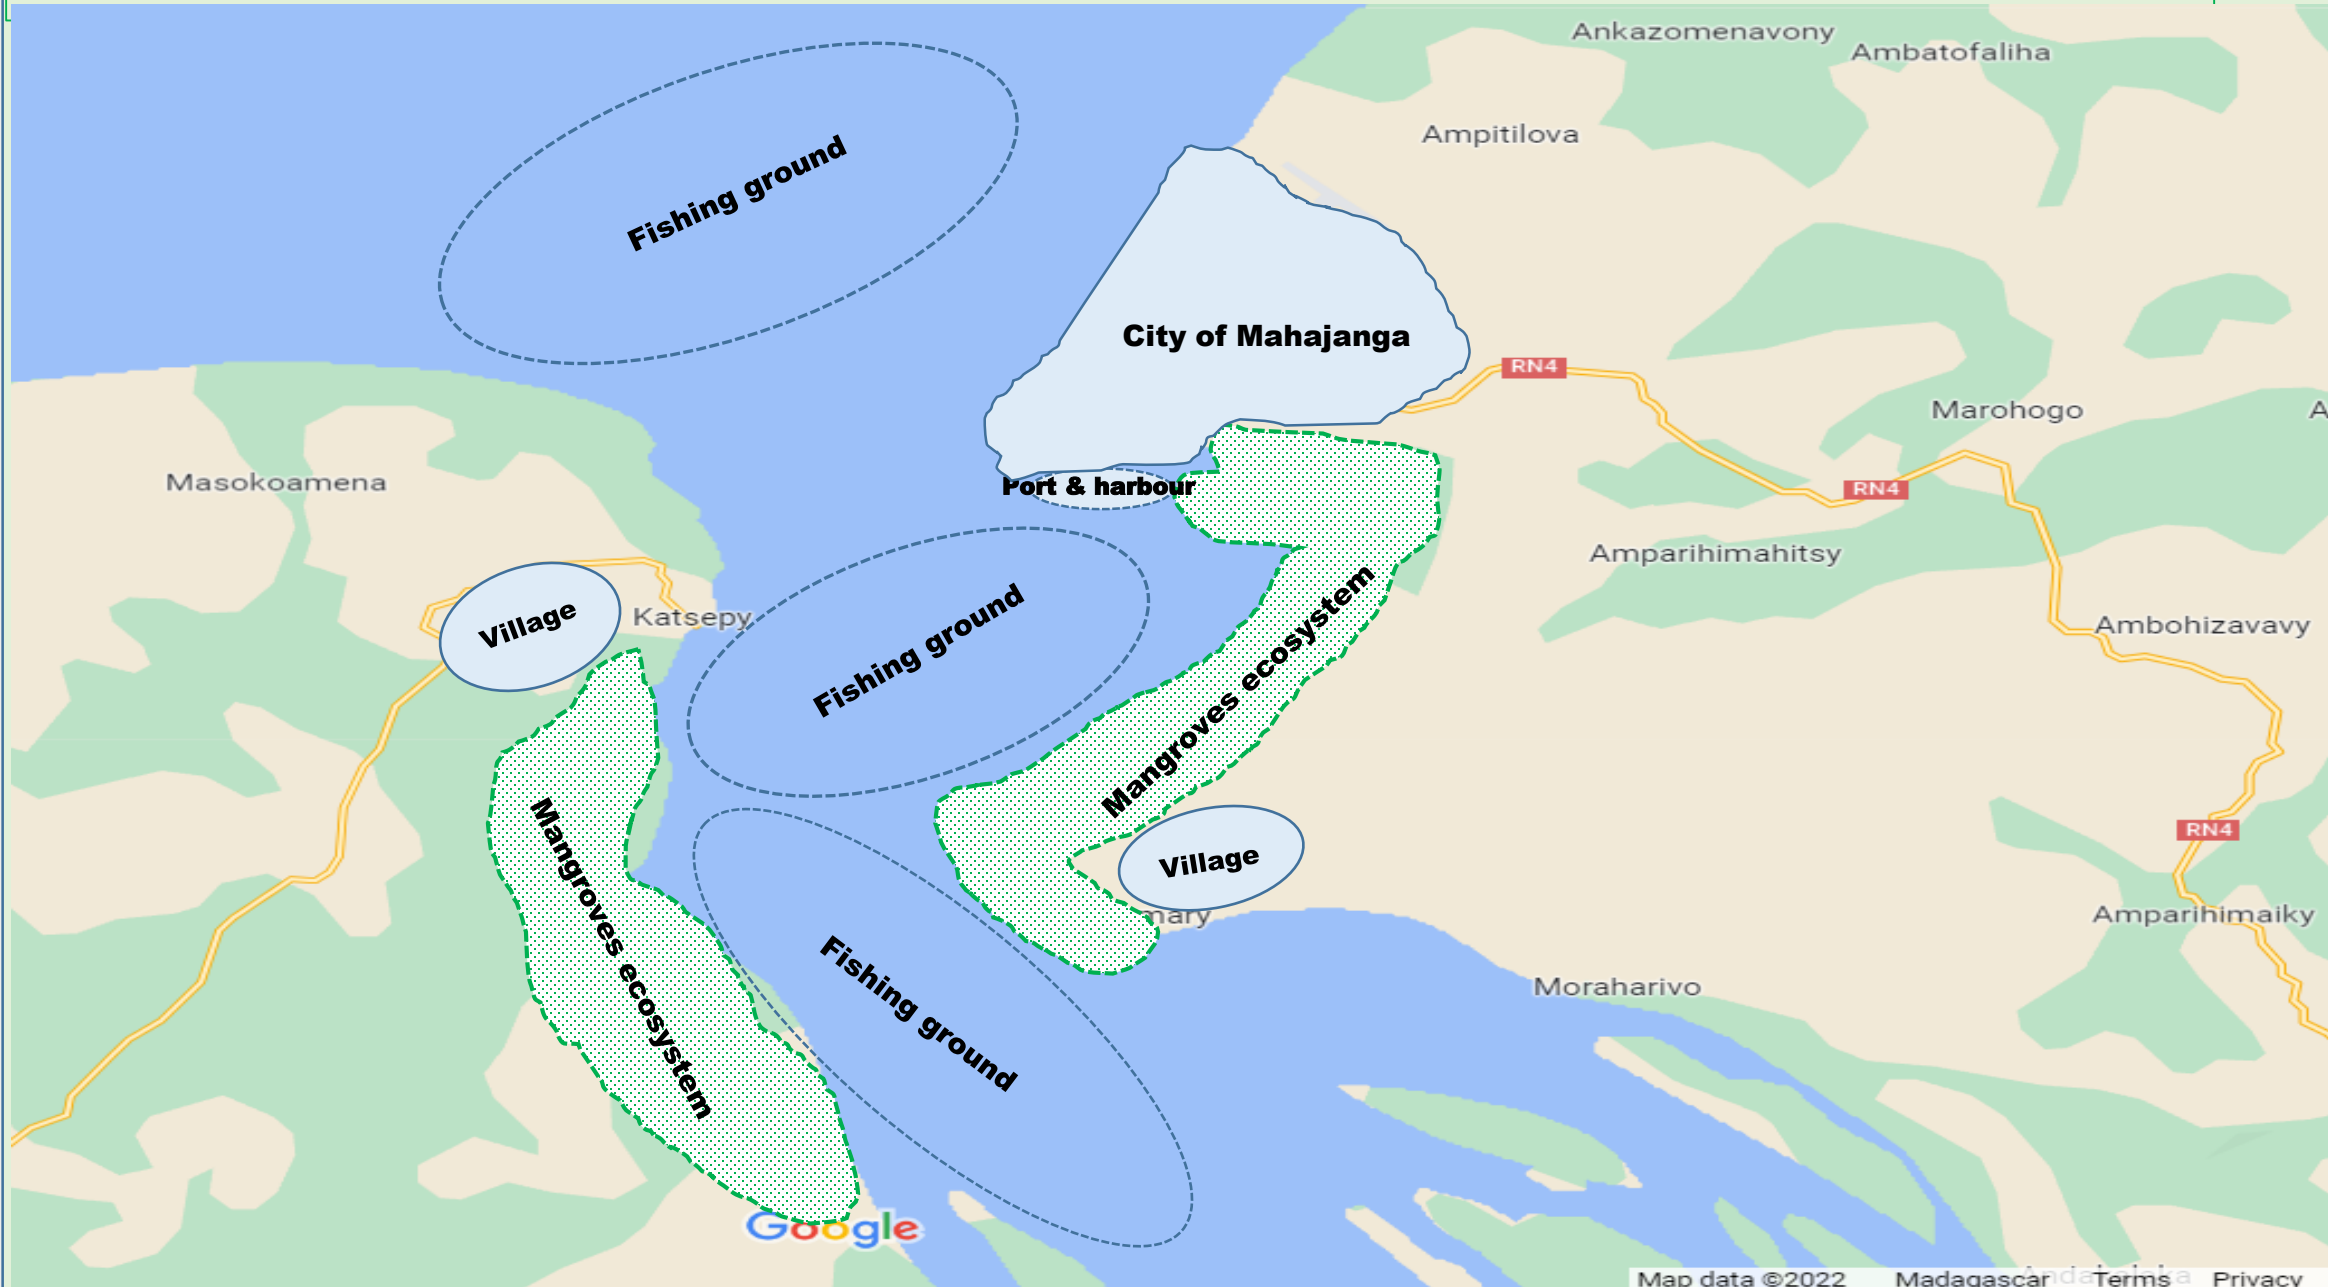 Ankazomenavony
Ambatofaliha
Ampitilova
Fishing ground
City of Mahajanga
RN4
Marohogo
Masokoamena
Port & harbour
RN4
Amparihimahitsy
Village
Katsepy
Fishing ground
Mangroves ecosystem
Ambohizavavy
RN4
Village
mary
Amparihimaiky
Mangroves ecosystem
Fishing ground
Moraharivo
Google
Map data ©2022 Madagascar Terms Privacy